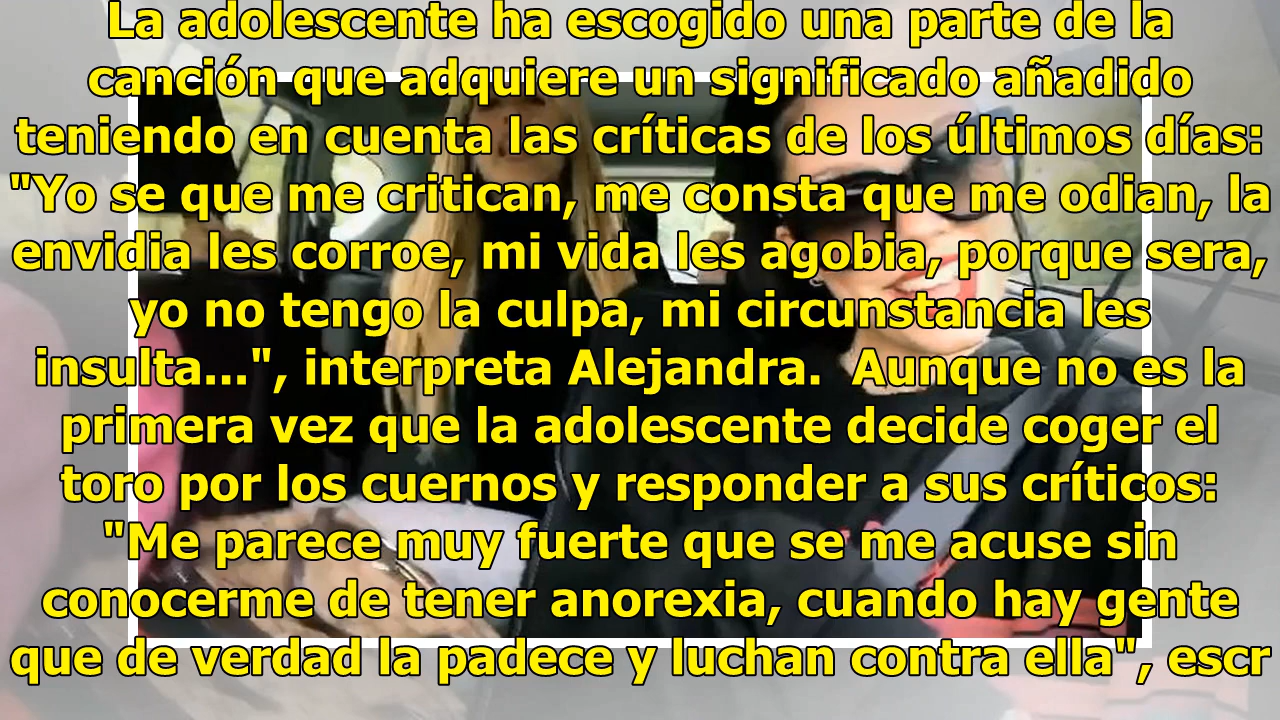 La adolescente ha escogido una parte de la
canción que adquiere un significado añadido
teniendo en cuenta las críticas de los últimos días:
"Yo se que me critican, me consta que me odian, la
envidia les corroe, mi vida les agobia, porque sera,
yo no tengo la culpa, mi circunstancia les
insulta...", interpreta Alejandra.  Aunque no es la
primera vez que la adolescente decide coger el
toro por los cuernos y responder a sus críticos:
"Me parece muy fuerte que se me acuse sin
conocerme de tener anorexia, cuando hay gente
que de verdad la padece y luchan contra ella", escr